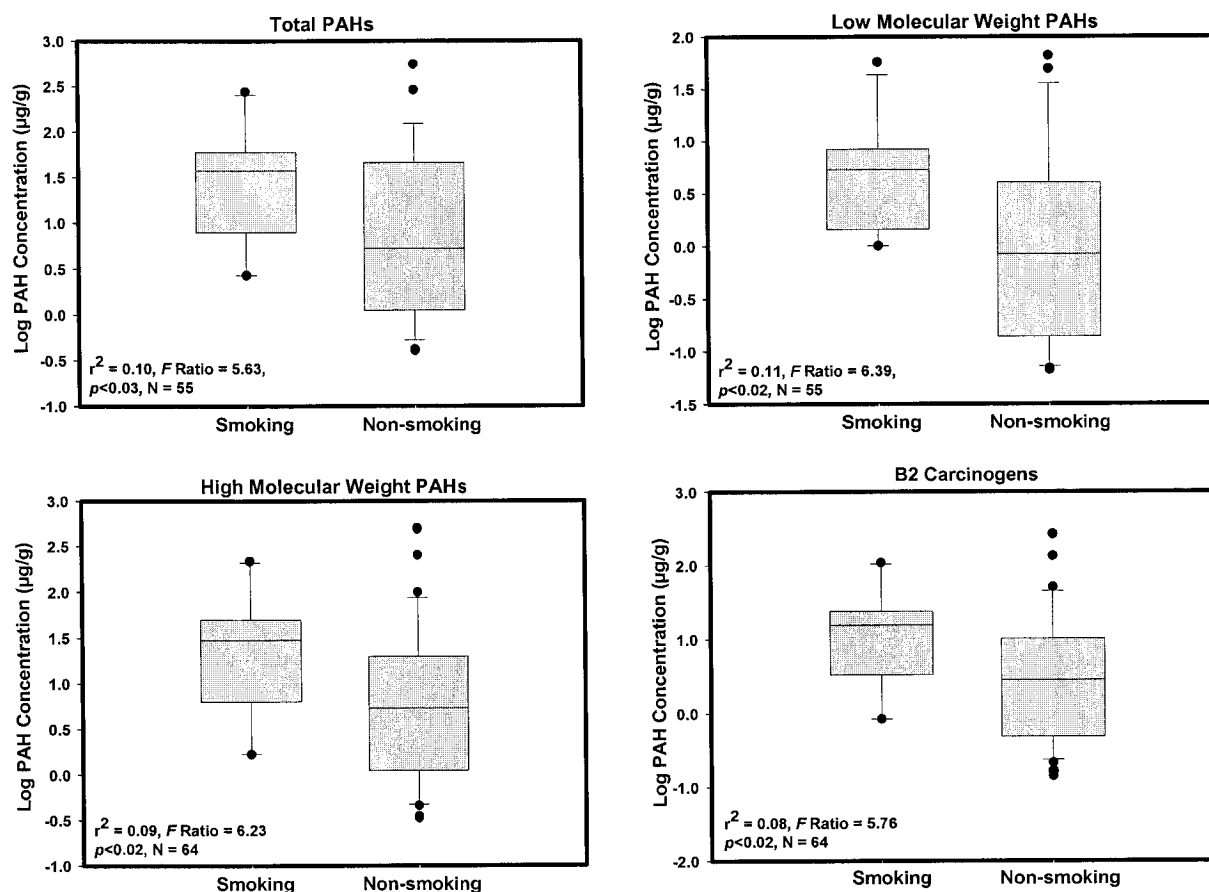 Total PAHs
Log PAH Concentration (µg/g)
3.0
2.5
2.0
1.5
1.0
0.5
0.0
-0.5
-1.0
r² = 0.10, F Ratio = 5.63,
p<0.03, N = 55
Smoking Non-smoking
Low Molecular Weight PAHs
Log PAH Concentration (µg/g)
2.0
1.5
1.0
0.5
0.0
-0.5
-1.0
-1.5
r² = 0.11, F Ratio = 6.39,
p<0.02, N = 55
Smoking Non-smoking
High Molecular Weight PAHs
Log PAH Concentration (µg/g)
3.0
2.5
2.0
1.5
1.0
0.5
0.0
-0.5
-1.0
r² = 0.09, F Ratio = 6.23
p<0.02, N = 64
Smoking Non-smoking
B2 Carcinogens
Log PAH Concentration (µg/g)
3.0
2.0
1.0
0.0
-1.0
-2.0
r² = 0.08, F Ratio = 5.76
p<0.02, N = 64
Smoking Non-smoking